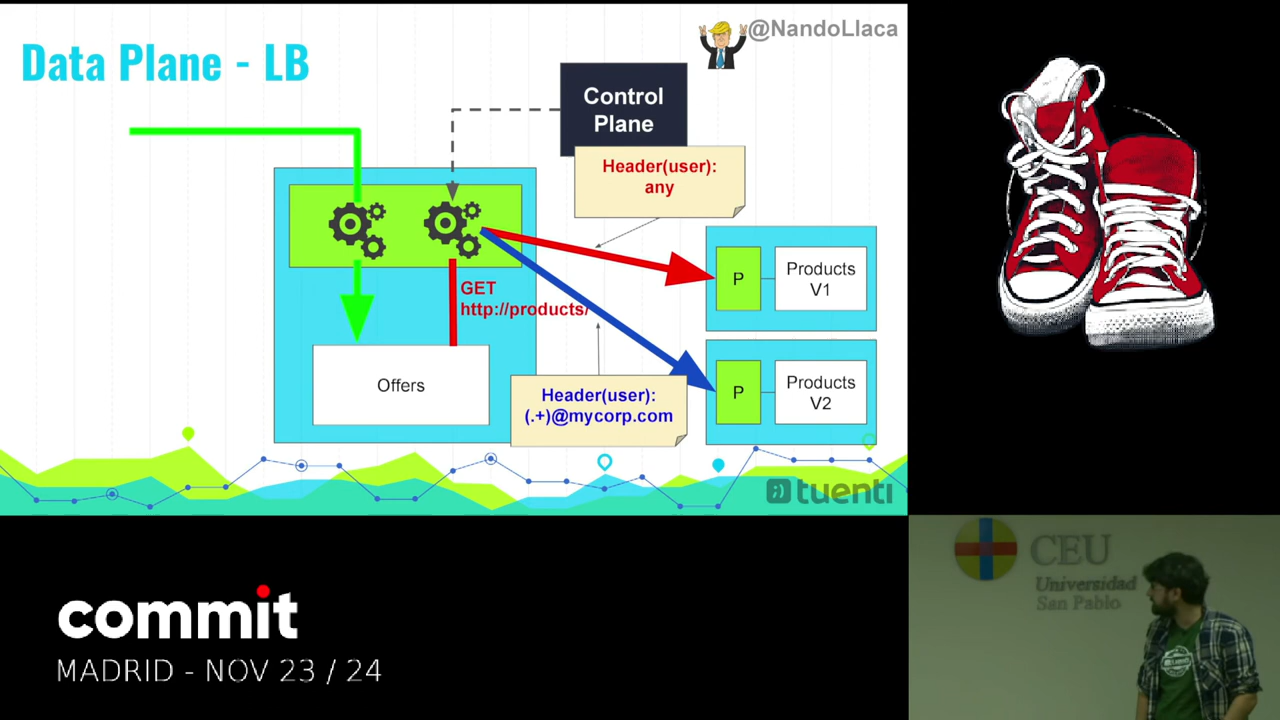 @NandoLlaca
Data Plane - LB
Control
Plane
Header(user):
any
GET
http://products/
P
Products
V1
Offers
Header(user):
(.+)@mycorp.com
P
Products
V2
tuenti
commit
MADRID - NOV 23 / 24
CEU
Universidad
San Pablo